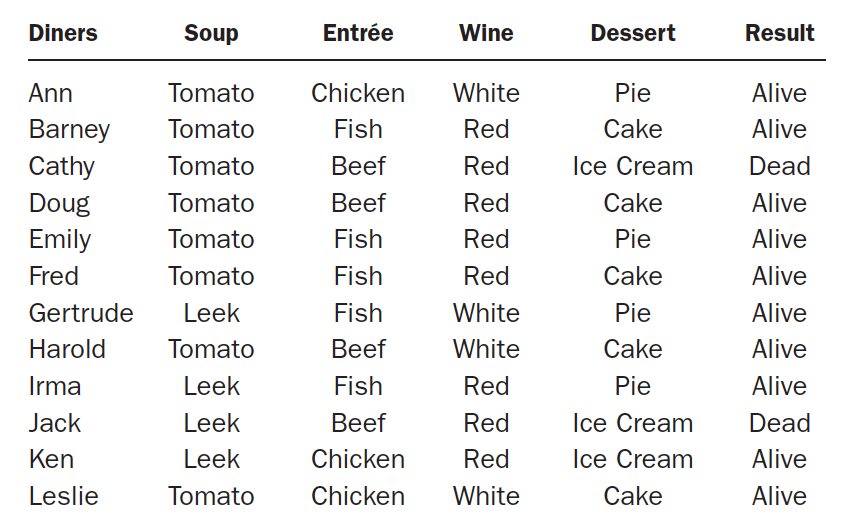 Diners Soup Entrée Wine Dessert Result
Ann Tomato Chicken White Pie Alive
Barney Tomato Fish Red Cake Alive
Cathy Tomato Beef Red Ice Cream Dead
Doug Tomato Beef Red Cake Alive
Emily Tomato Fish Red Pie Alive
Fred Tomato Fish Red Cake Alive
Gertrude Leek Fish White Pie Alive
Harold Tomato Beef White Cake Alive
Irma Leek Fish Red Pie Alive
Jack Leek Beef Red Ice Cream Dead
Ken Leek Chicken Red Ice Cream Alive
Leslie Tomato Chicken White Cake Alive